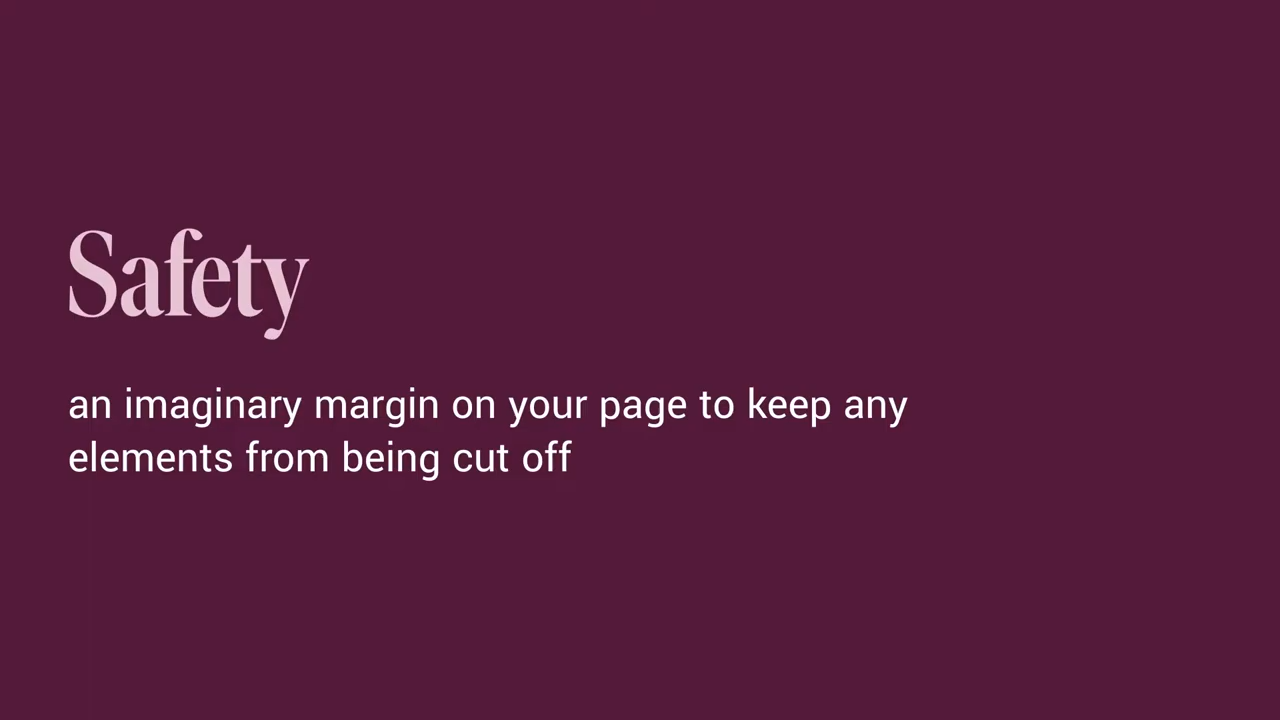 Safety
an imaginary margin on your page to keep any
elements from being cut off